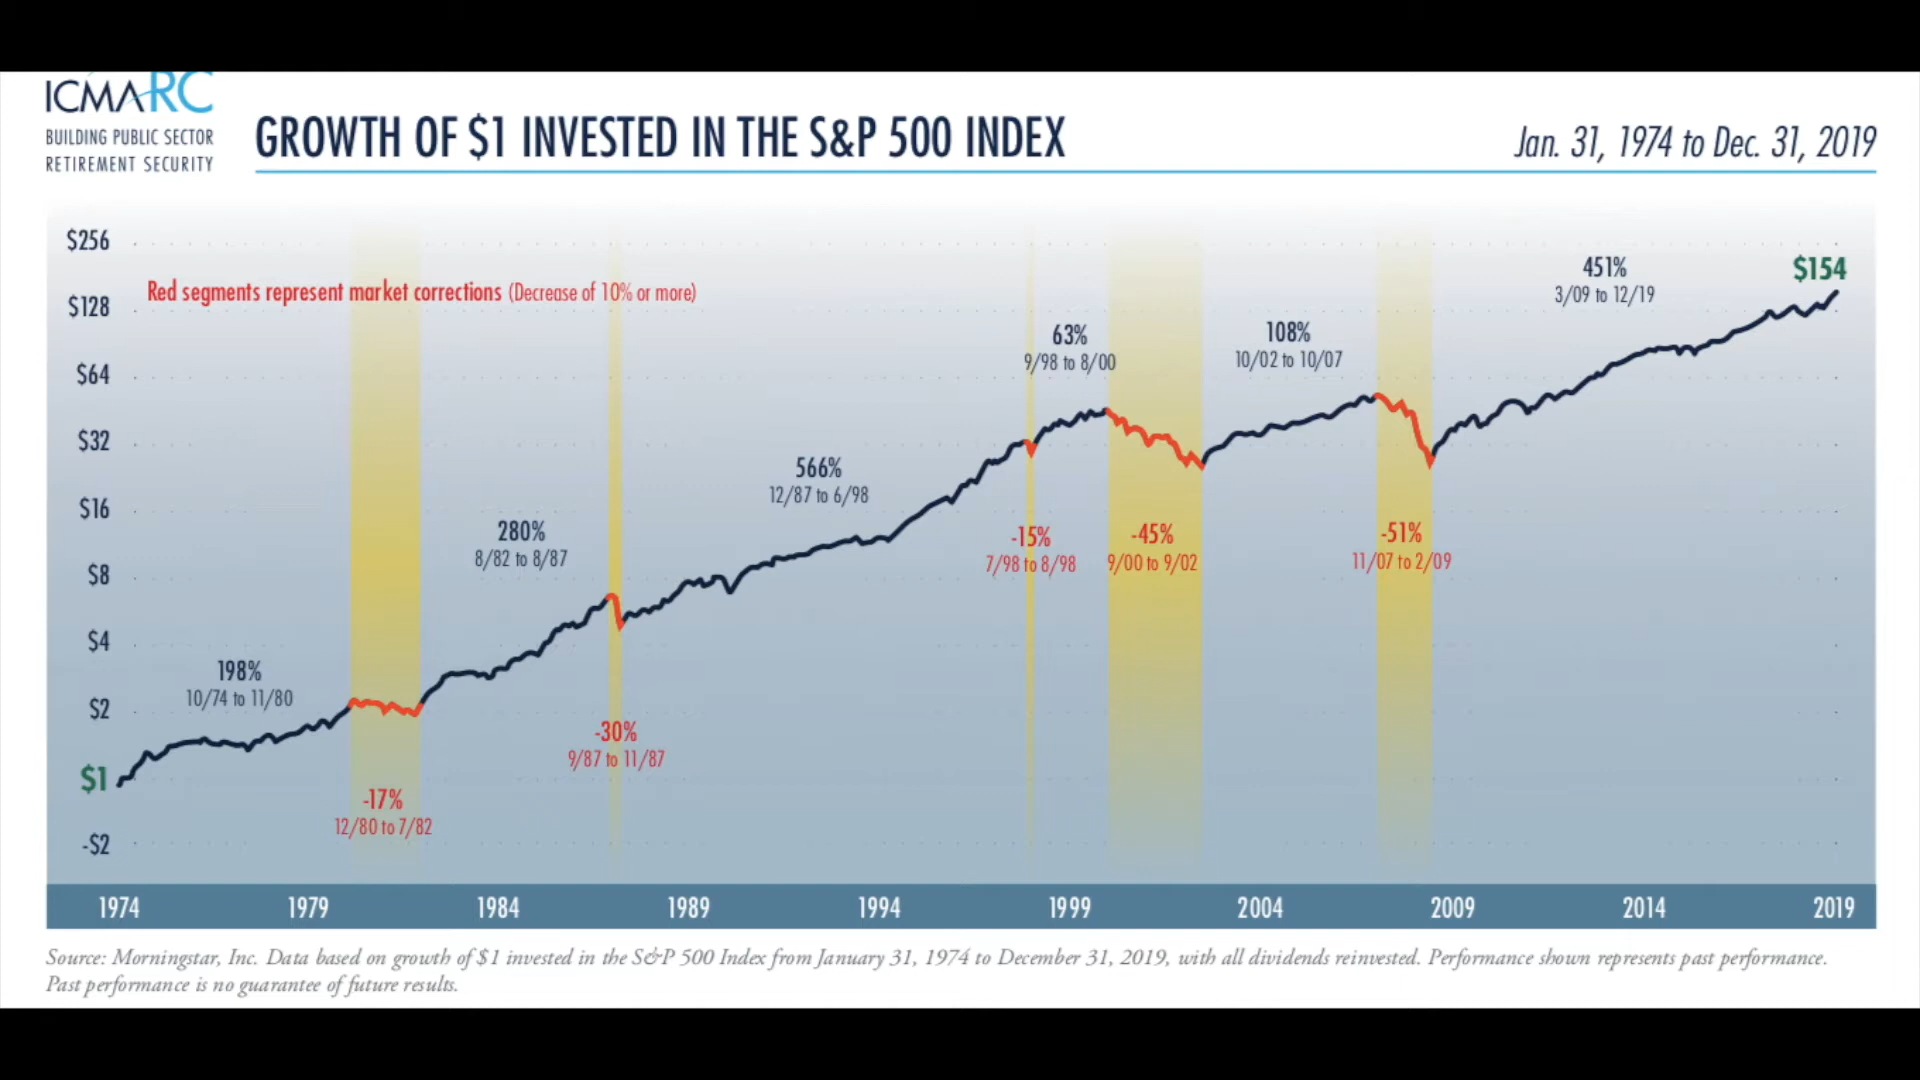 ICMARC
BUILDING PUBLIC SECTOR
RETIREMENT SECURITY
GROWTH OF $1 INVESTED IN THE S&P 500 INDEX
Jan. 31, 1974 to Dec. 31, 2019
$256
$128
$64
$32
$16
$8
$4
$2
$1
-$2
Red segments represent market corrections (Decrease of 10% or more)
198%
10/74 to 11/80
-17%
12/80 to 7/82
280%
8/82 to 8/87
-30%
9/87 to 11/87
566%
12/87 to 6/98
-15%
7/98 to 8/98
63%
9/98 to 8/00
-45%
9/00 to 9/02
108%
10/02 to 10/07
-51%
11/07 to 2/09
451%
3/09 to 12/19
$154
1974 1979 1984 1989 1994 1999 2004 2009 2014 2019
Source: Morningstar, Inc. Data based on growth of $1 invested in the S&P 500 Index from January 31, 1974 to December 31, 2019, with all dividends reinvested. Performance shown represents past performance.
Past performance is no guarantee of future results.